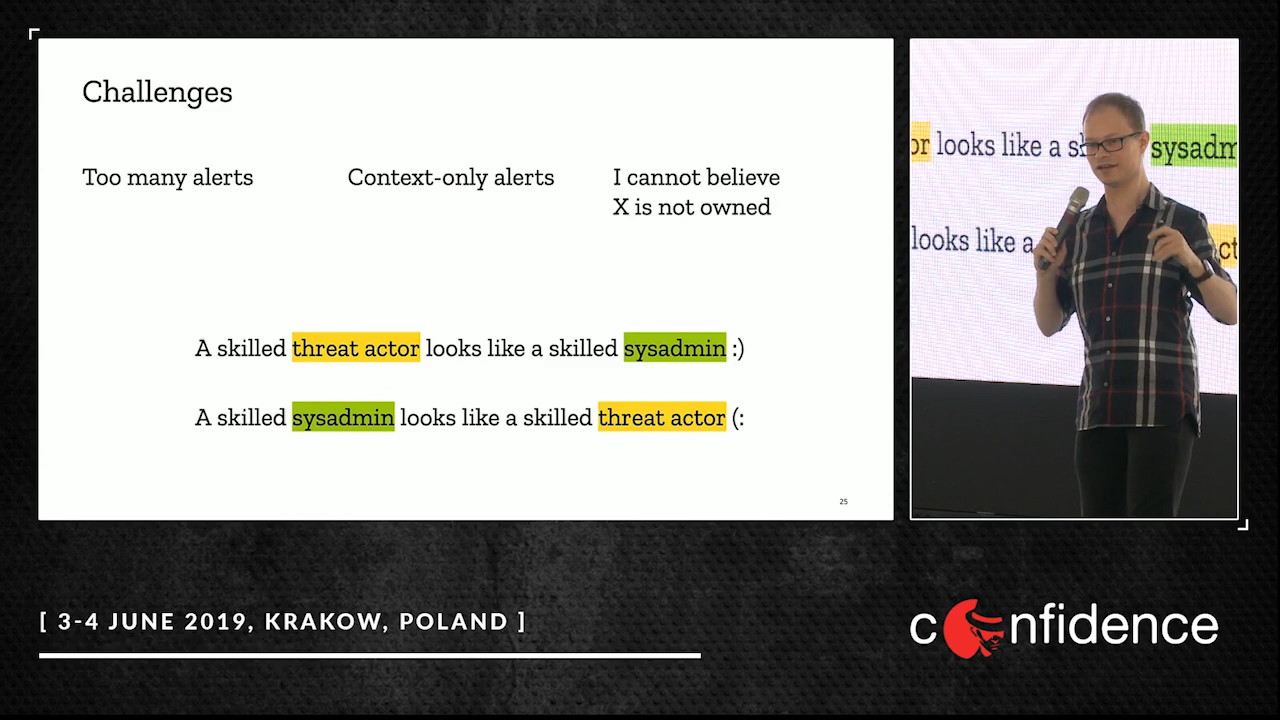 Challenges
Too many alerts
Context-only alerts
I cannot believe
X is not owned
A skilled threat actor looks like a skilled sysadmin :)
A skilled sysadmin looks like a skilled threat actor (:
25
looks like a
sysadm
looks like a
[ 3-4 JUNE 2019, KRAKOW, POLAND ]
confidence